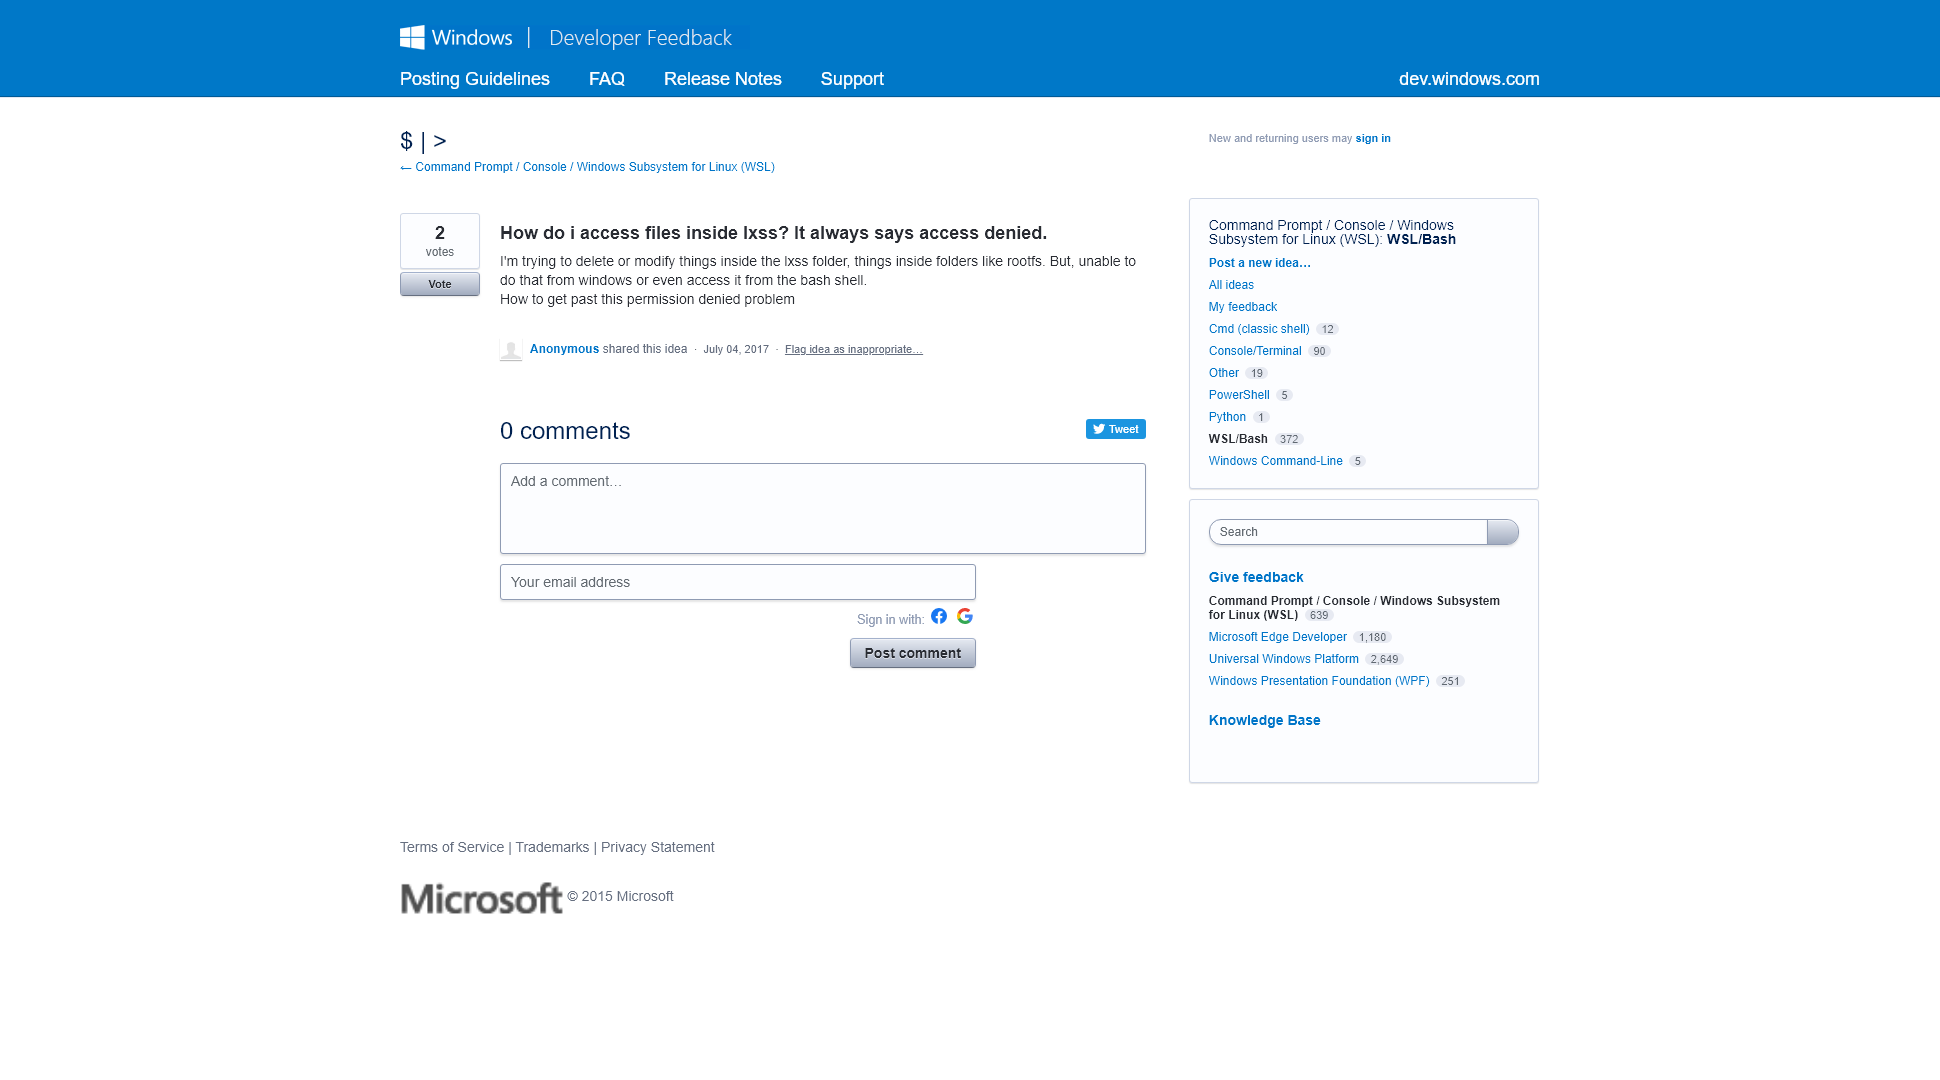 Windows | Developer Feedback
Posting Guidelines FAQ Release Notes Support dev.windows.com
$ | >
← Command Prompt / Console / Windows Subsystem for Linux (WSL)
New and returning users may sign in
2
votes
Vote
How do i access files inside lxss? It always says access denied.
I'm trying to delete or modify things inside the lxss folder, things inside folders like rootfs. But, unable to
do that from windows or even access it from the bash shell.
How to get past this permission denied problem
Anonymous shared this idea · July 04, 2017 · Flag idea as inappropriate…
0 comments
Tweet
Add a comment…
Your email address
Sign in with:
Post comment
Command Prompt / Console / Windows
Subsystem for Linux (WSL): WSL/Bash
Post a new idea…
All ideas
My feedback
Cmd (classic shell) 12
Console/Terminal 90
Other 19
PowerShell 5
Python 1
WSL/Bash 372
Windows Command-Line 5
Search
Give feedback
Command Prompt / Console / Windows Subsystem
for Linux (WSL) 639
Microsoft Edge Developer 1,180
Universal Windows Platform 2,649
Windows Presentation Foundation (WPF) 251
Knowledge Base
Terms of Service | Trademarks | Privacy Statement
Microsoft © 2015 Microsoft